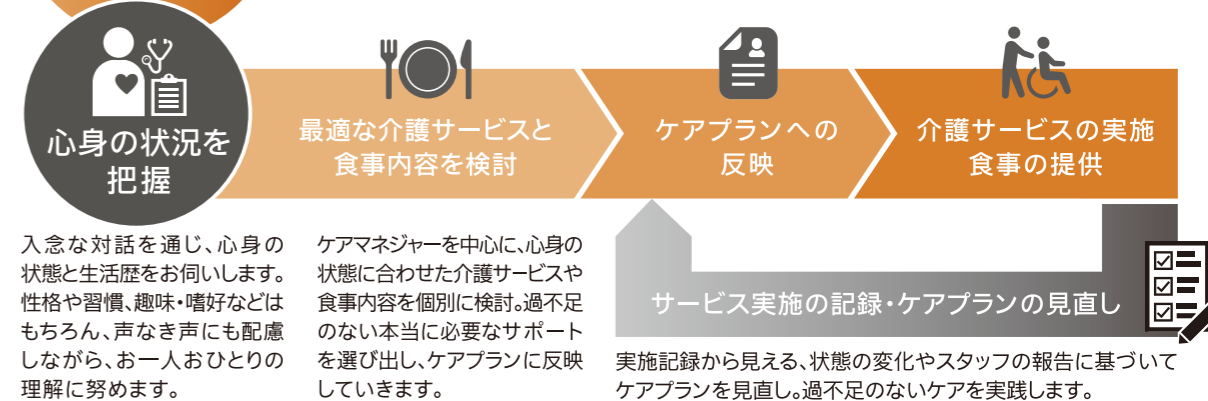 心身の状況を
把握
最適な介護サービスと
食事内容を検討
ケアプランへの
反映
介護サービスの実施
食事の提供
入念な対話を通じ、心身の
状態と生活歴をお伺いします。
性格や習慣、趣味・嗜好などは
もちろん、声なき声にも配慮
しながら、お一人おひとりの
理解に努めます。
ケアマネジャーを中心に、心身の
状態に合わせた介護サービスや
食事内容を個別に検討。過不足
のない本当に必要なサポート
を選び出し、ケアプランに反映
していきます。
サービス実施の記録・ケアプランの見直し
実施記録から見える、状態の変化やスタッフの報告に基づいて
ケアプランを見直し。過不足のないケアを実践します。